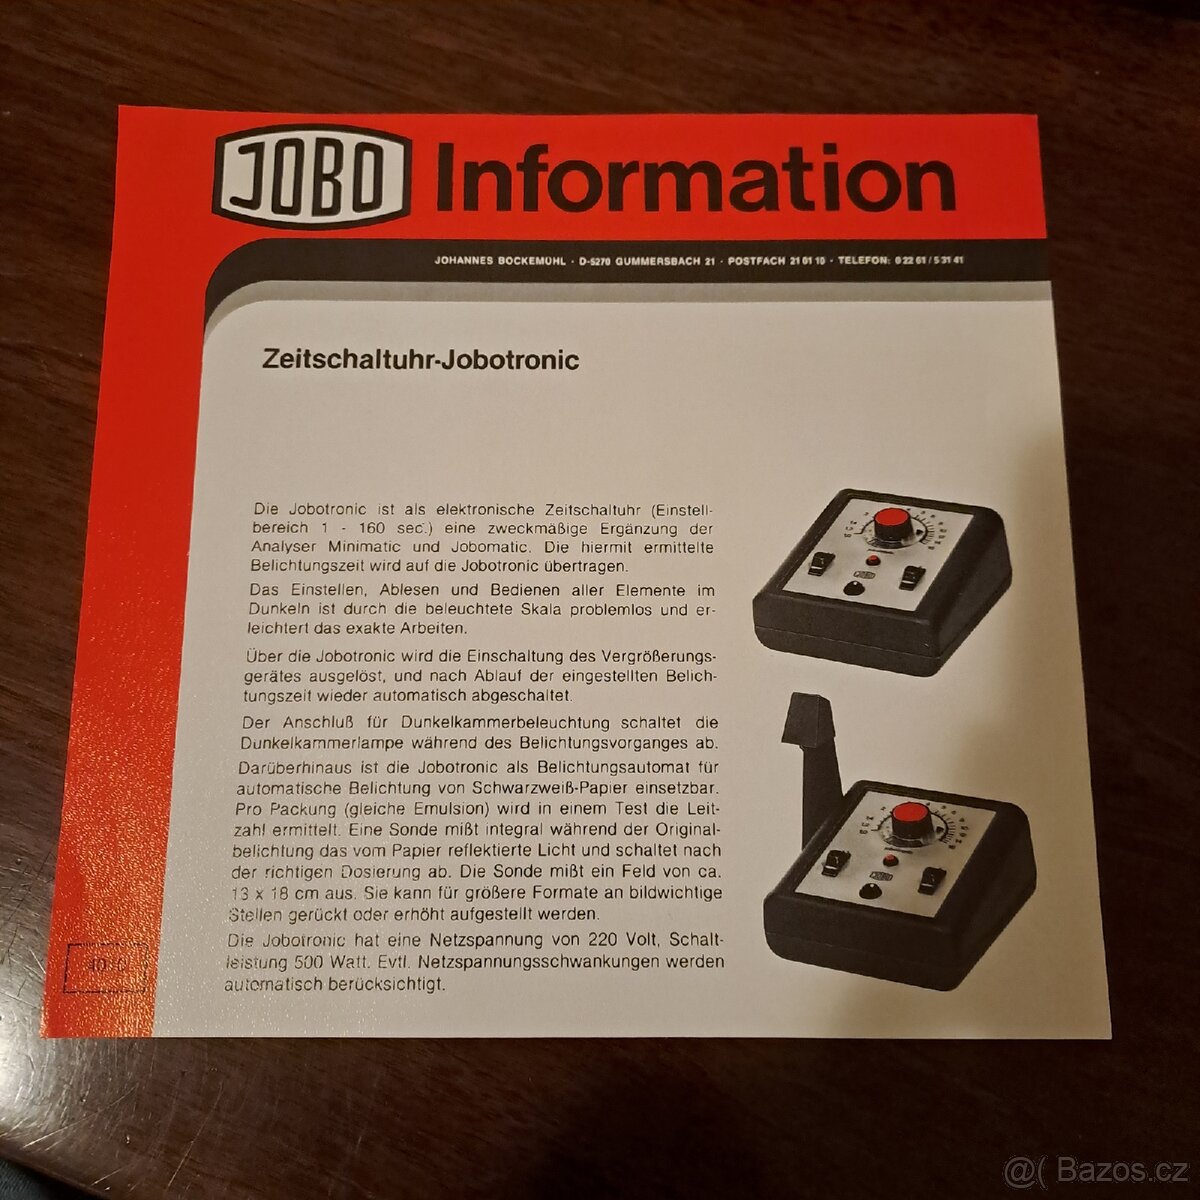 JOBO Information
JOHANNES BOCKEMÜHL · D-5270 GUMMERSBACH 21 · POSTFACH 21 01 10 · TELEFON: 0 22 61 / 5 31 41
Zeitschaltuhr-Jobotronic
Die Jobotronic ist als elektronische Zeitschaltuhr (Einstell-
bereich 1 - 160 sec.) eine zweckmäßige Ergänzung der
Analyser Minimatic und Jobomatic. Die hiermit ermittelte
Belichtungszeit wird auf die Jobotronic übertragen.
Das Einstellen, Ablesen und Bedienen aller Elemente im
Dunkeln ist durch die beleuchtete Skala problemlos und er-
leichtert das exakte Arbeiten.
Über die Jobotronic wird die Einschaltung des Vergrößerungs-
gerätes ausgelöst, und nach Ablauf der eingestellten Belich-
tungszeit wieder automatisch abgeschaltet.
Der Anschluß für Dunkelkammerbeleuchtung schaltet die
Dunkelkammerlampe während des Belichtungsvorganges ab.
Darüberhinaus ist die Jobotronic als Belichtungsautomat für
automatische Belichtung von Schwarzweiß-Papier einsetzbar.
Pro Packung (gleiche Emulsion) wird in einem Test die Leit-
zahl ermittelt. Eine Sonde mißt integral während der Original-
belichtung das vom Papier reflektierte Licht und schaltet nach
der richtigen Dosierung ab. Die Sonde mißt ein Feld von ca.
13 x 18 cm aus. Sie kann für größere Formate an bildwichtige
Stellen gerückt oder erhöht aufgestellt werden.
Die Jobotronic hat eine Netzspannung von 220 Volt, Schalt-
leistung 500 Watt. Evtl. Netzspannungsschwankungen werden
automatisch berücksichtigt.
JOBO
JOBO
@( Bazos.cz